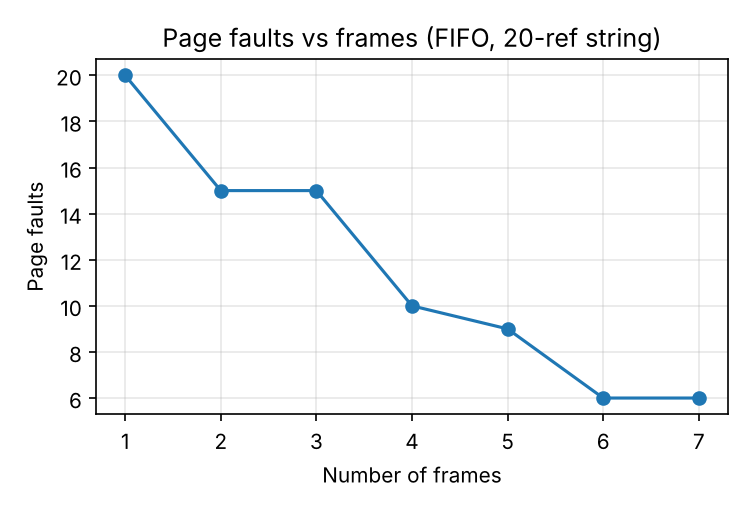 Page faults vs frames (FIFO, 20-ref string)
Page faults
20
18
16
14
12
10
8
6
1 2 3 4 5 6 7
Number of frames